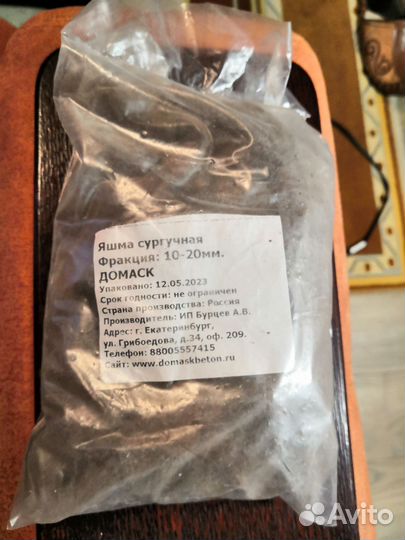 Яшма сургучная
Фракция: 10-20мм.
ДОМАСК
Упаковано: 12.05.2023
Срок годности: не ограничен
Страна производства: Россия
Производитель: ИП Бурцев А.В.
Адрес: г. Екатеринбург,
ул. Грибоедова, д.34, оф. 209.
Телефон: 88005557415
Сайт: www.domaskbeton.ru
Avito